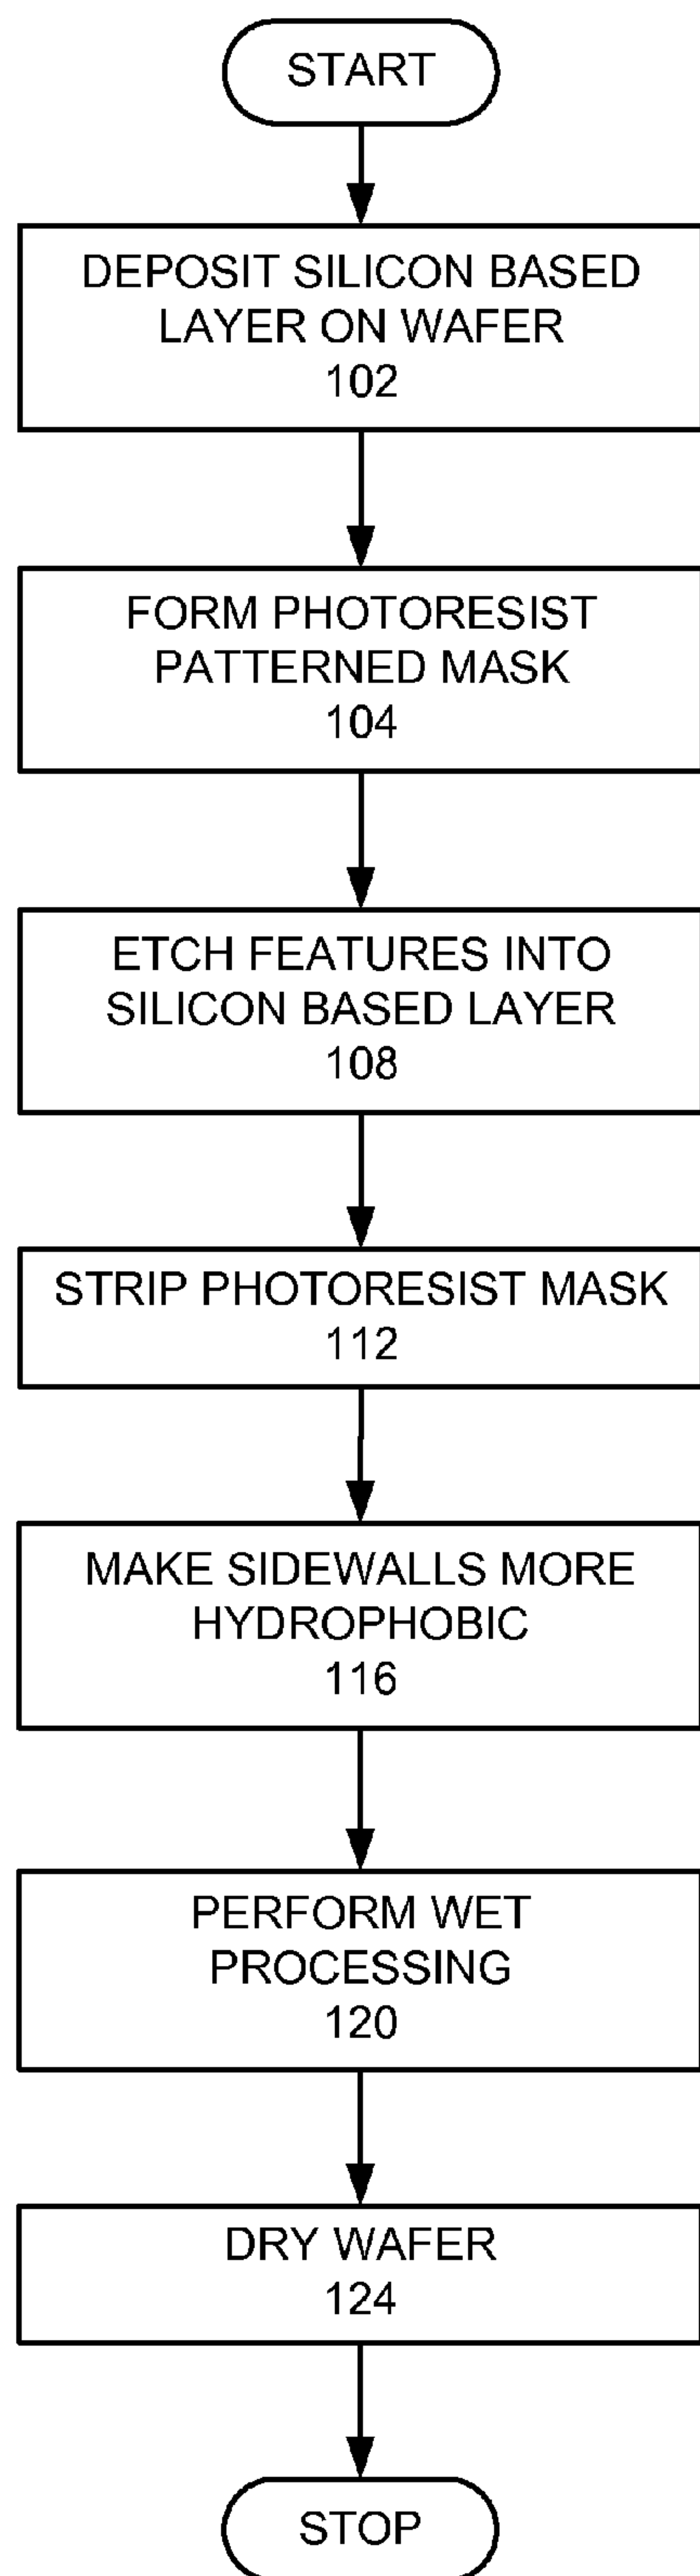 START
DEPOSIT SILICON BASED
LAYER ON WAFER
102
FORM PHOTORESIST
PATTERNED MASK
104
ETCH FEATURES INTO
SILICON BASED LAYER
108
STRIP PHOTORESIST MASK
112
MAKE SIDEWALLS MORE
HYDROPHOBIC
116
PERFORM WET
PROCESSING
120
DRY WAFER
124
STOP